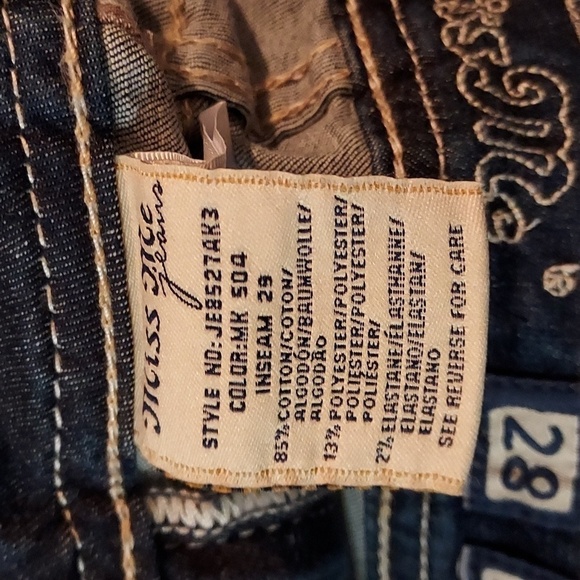 Miss Me
jeans
STYLE NO: JE8527AK3
COLOR:MK 504
INSEAM 29
85% COTTON/COTON/
ALGODÓN/BAUMWOLLE/
ALGODÃO
13% POLYESTER/POLYESTER/
POLIESTER/POLYESTER/
POLIÉSTER/
2% ELASTANE/ÉLASTHANNE/
ELASTANO/ELASTAN/
ELASTANO
SEE REVERSE FOR CARE
28